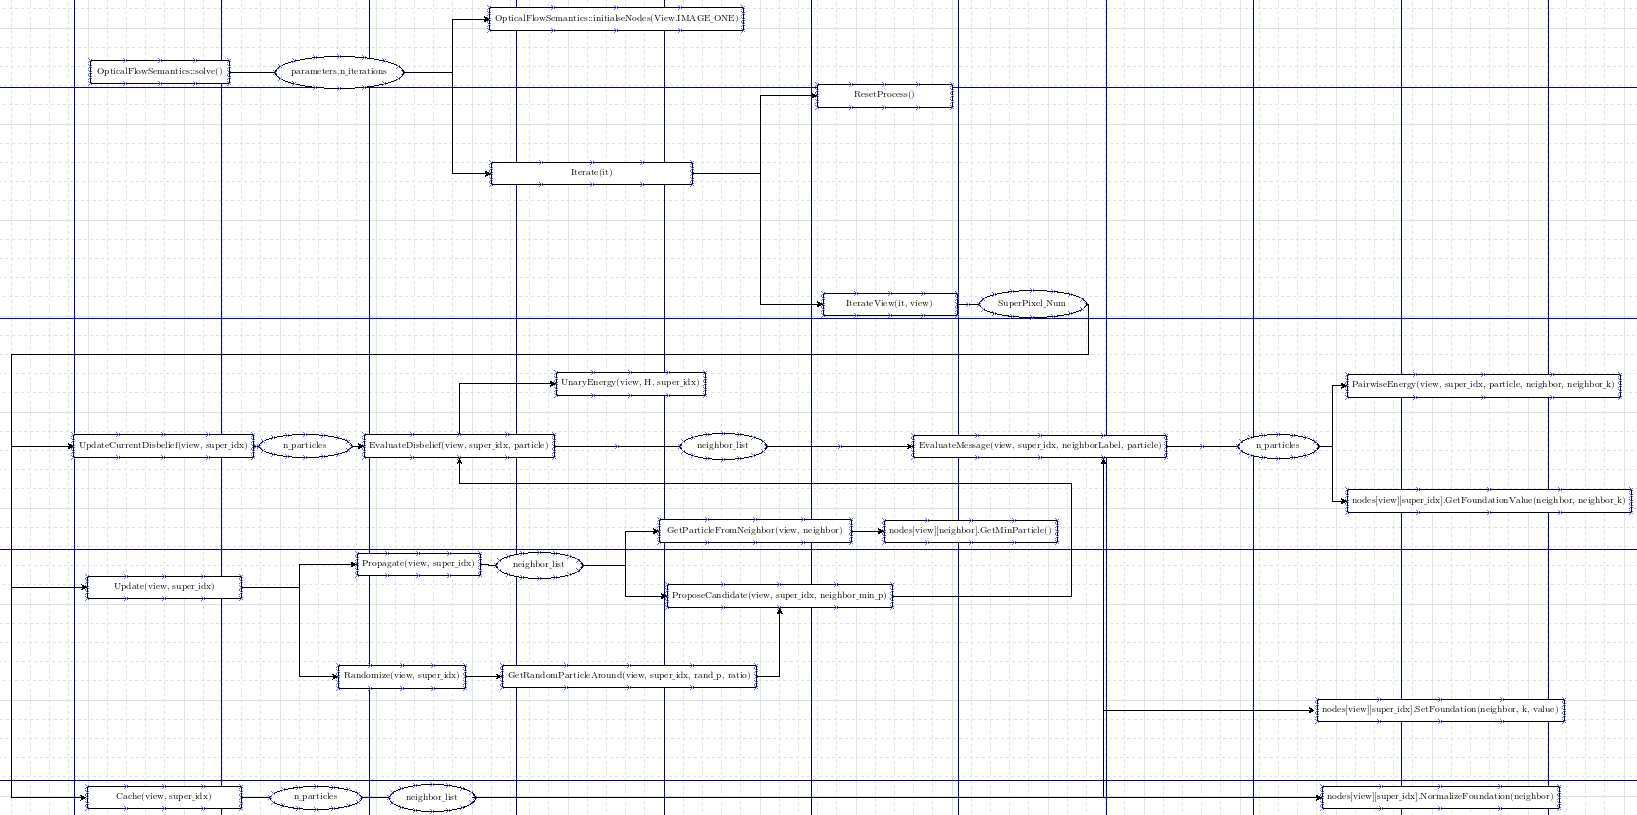 OpticalFlowSemantics::initialseNodes(View.IMAGE_ONE)
OpticalFlowSemantics::solve()
parameters.n_iterations
ResetProcess()
Iterate(it)
IterateView(it, view)
SuperPixel_Num
UnaryEnergy(view, H, super_idx)
PairwiseEnergy(view, super_idx, particle, neighbor, neighbor_k)
UpdateCurrentDisbelief(view, super_idx)
n_particles
EvaluateDisbelief(view, super_idx, particle)
neighbor_list
EvaluateMessage(view, super_idx, neighborLabel, particle)
n_particles
nodes[view][super_idx].GetFoundationValue(neighbor, neighbor_k)
GetParticleFromNeighbor(view, neighbor)
nodes[view][neighbor].GetMinParticle()
Propagate(view, super_idx)
neighbor_list
Update(view, super_idx)
ProposeCandidate(view, super_idx, neighbor_min_p)
Randomize(view, super_idx)
GetRandomParticleAround(view, super_idx, rand_p, ratio)
nodes[view][super_idx].SetFoundation(neighbor, k, value)
Cache(view, super_idx)
n_particles
neighbor_list
nodes[view][super_idx].NormalizeFoundation(neighbor)